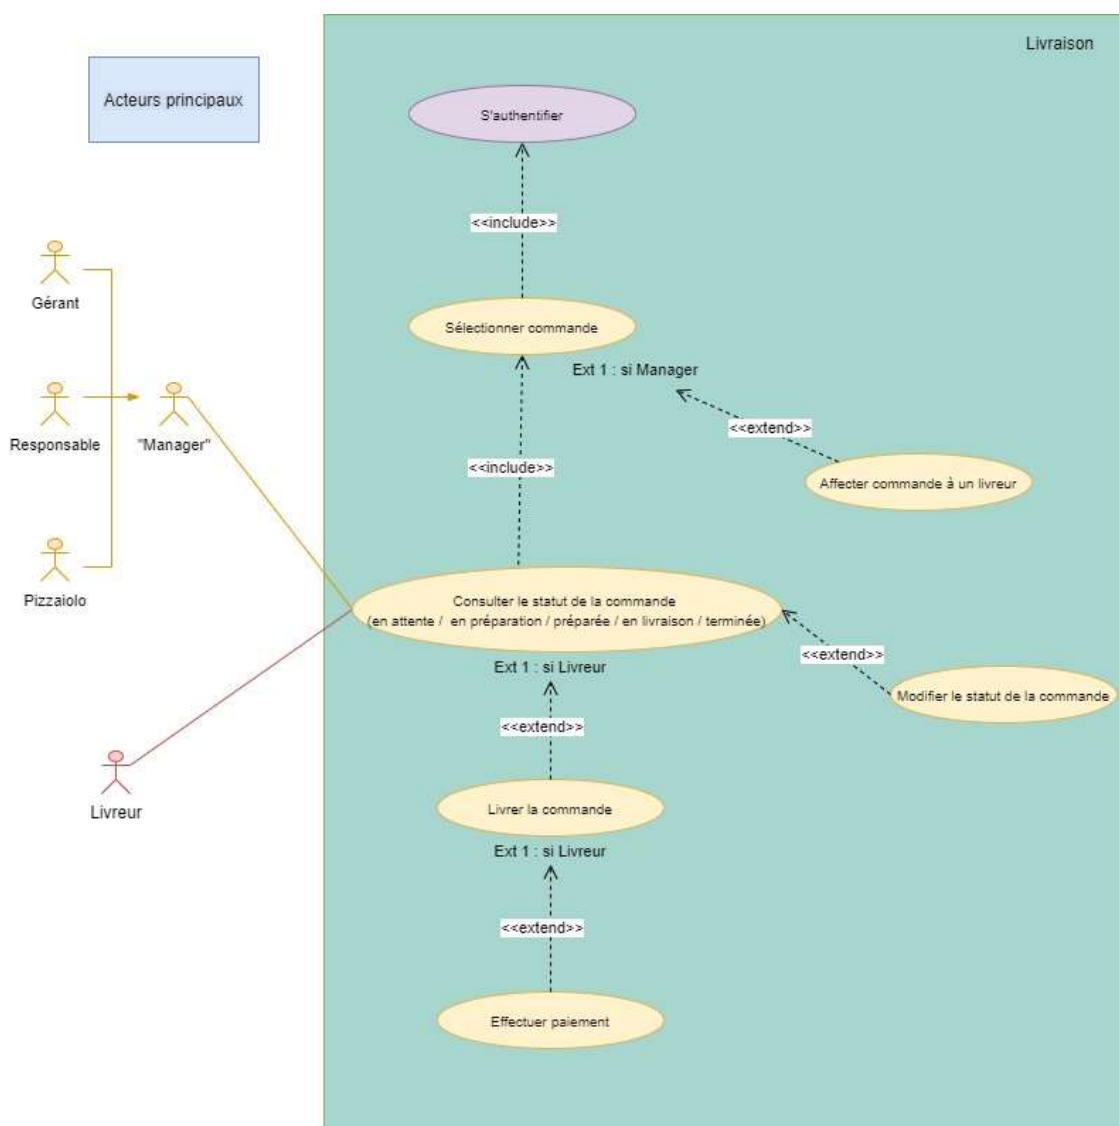 Livraison
Acteurs principaux
S'authentifier
<<include>>
Gérant
Sélectionner commande
Ext 1 : si Manager
<<extend>>
Responsable
"Manager"
<<include>>
Affecter commande à un livreur
Pizzaiolo
Consulter le statut de la commande
(en attente / en préparation / préparée / en livraison / terminée)
<<extend>>
Ext 1 : si Livreur
Modifier le statut de la commande
<<extend>>
Livreur
Livrer la commande
Ext 1 : si Livreur
<<extend>>
Effectuer paiement